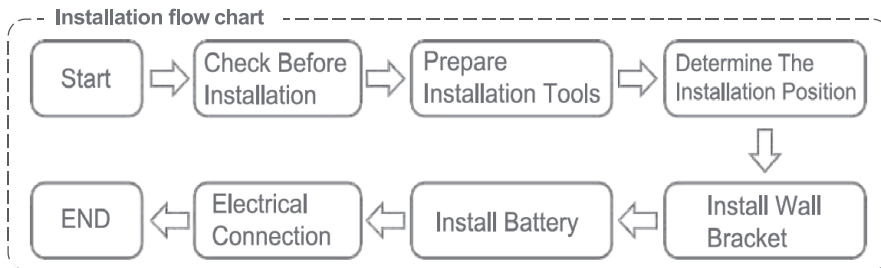 Installation flow chart
Start
Check Before
Installation
Prepare
Installation Tools
Determine The
Installation Position
Install Wall
Bracket
Install Battery
Electrical
Connection
END